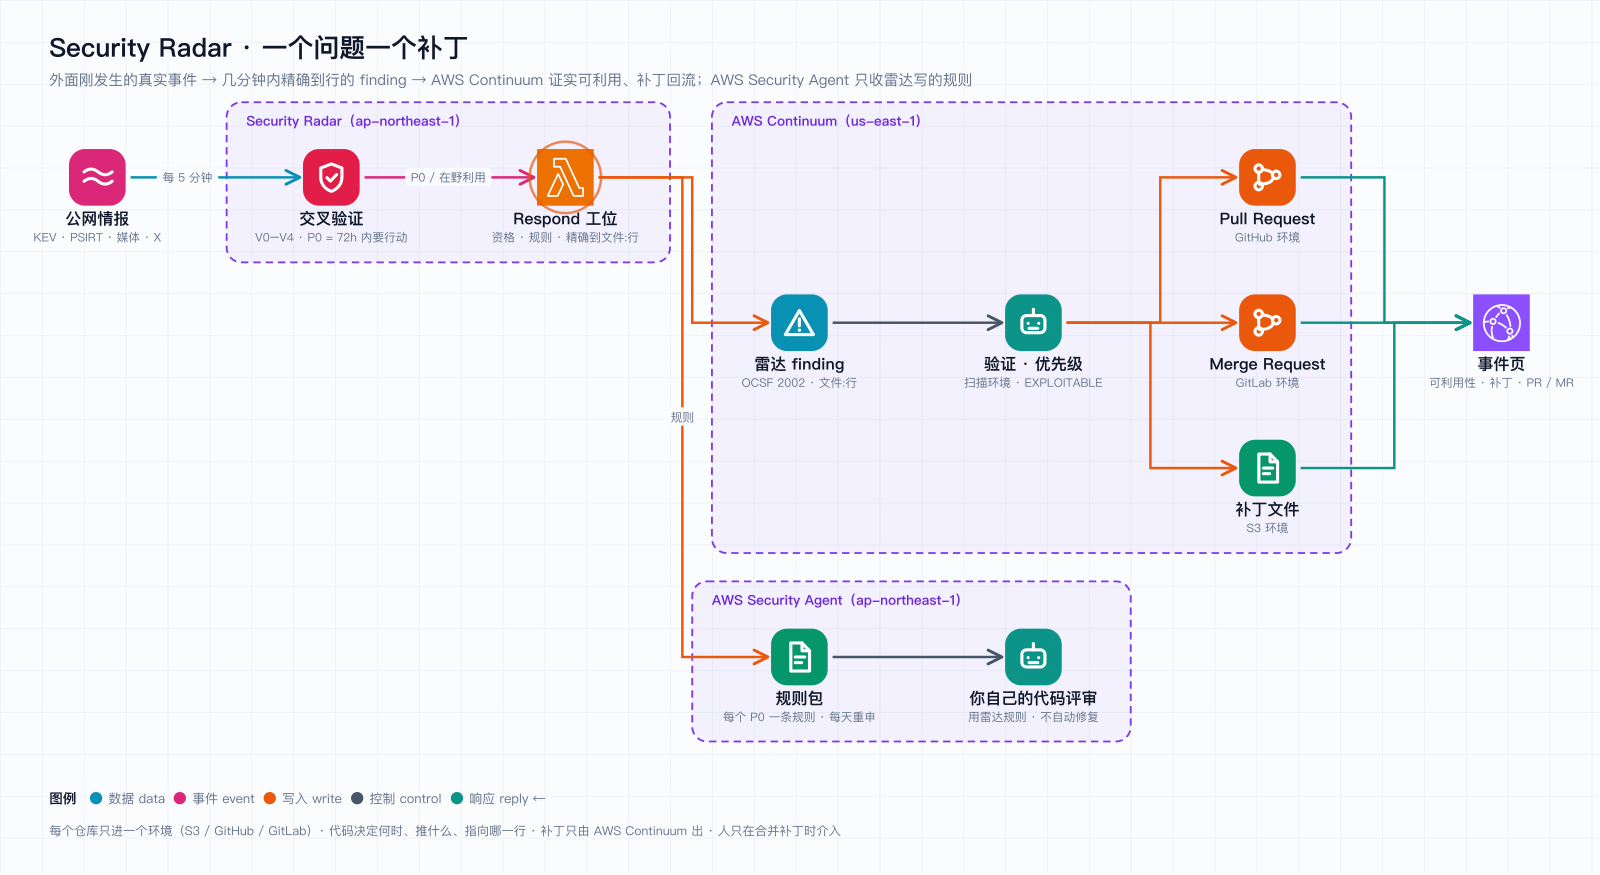 Security Radar · 一个问题一个补丁
外面刚发生的真实事件 → 几分钟内精确到行的 finding → AWS Continuum 证实可利用、补丁回流；AWS Security Agent 只收雷达写的规则
Security Radar（ap-northeast-1）
AWS Continuum（us-east-1）
每 5 分钟
P0 / 在野利用
公网情报
KEV · PSIRT · 媒体 · X
交叉验证
V0–V4 · P0 = 72h 内要行动
Respond 工位
资格 · 规则 · 精确到文件:行
Pull Request
GitHub 环境
雷达 finding
OCSF 2002 · 文件:行
验证 · 优先级
扫描环境 · EXPLOITABLE
Merge Request
GitLab 环境
事件页
可利用性 · 补丁 · PR / MR
规则
补丁文件
S3 环境
AWS Security Agent（ap-northeast-1）
规则包
每个 P0 一条规则 · 每天重申
你自己的代码评审
用雷达规则 · 不自动修复
图例 数据 data 事件 event 写入 write 控制 control 响应 reply ←
每个仓库只进一个环境（S3 / GitHub / GitLab）· 代码决定何时、推什么、指向哪一行 · 补丁只由 AWS Continuum 出 · 人只在合并补丁时介入